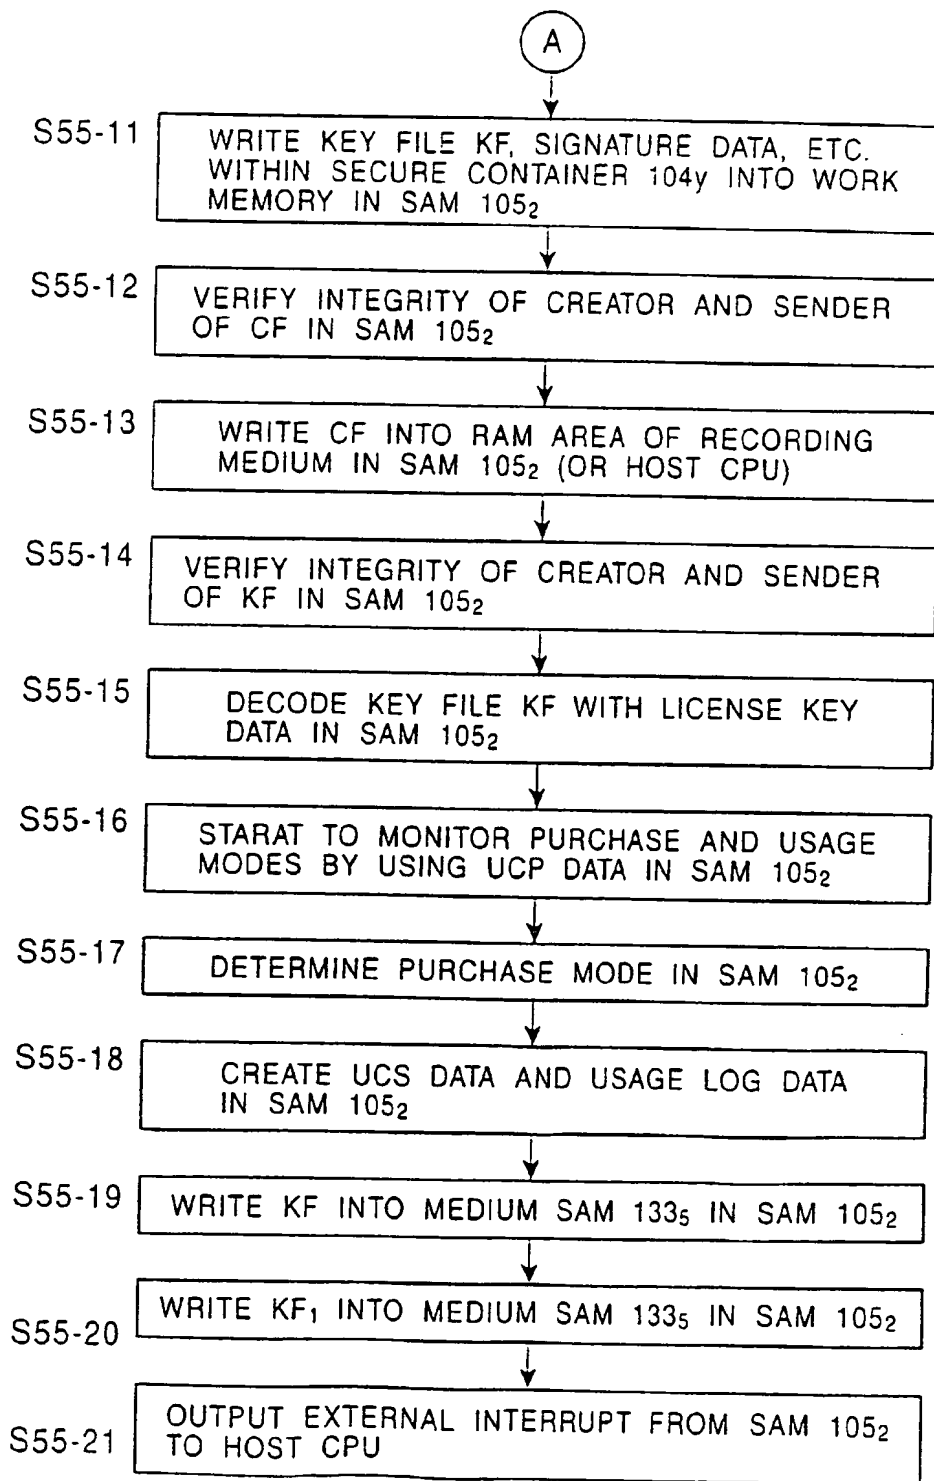 A
S55-11
WRITE KEY FILE KF, SIGNATURE DATA, ETC.
WITHIN SECURE CONTAINER 104y INTO WORK
MEMORY IN SAM 105₂
S55-12
VERIFY INTEGRITY OF CREATOR AND SENDER
OF CF IN SAM 105₂
S55-13
WRITE CF INTO RAM AREA OF RECORDING
MEDIUM IN SAM 105₂ (OR HOST CPU)
S55-14
VERIFY INTEGRITY OF CREATOR AND SENDER
OF KF IN SAM 105₂
S55-15
DECODE KEY FILE KF WITH LICENSE KEY
DATA IN SAM 105₂
S55-16
STARAT TO MONITOR PURCHASE AND USAGE
MODES BY USING UCP DATA IN SAM 105₂
S55-17
DETERMINE PURCHASE MODE IN SAM 105₂
S55-18
CREATE UCS DATA AND USAGE LOG DATA
IN SAM 105₂
S55-19
WRITE KF INTO MEDIUM SAM 133₅ IN SAM 105₂
S55-20
WRITE KF₁ INTO MEDIUM SAM 133₅ IN SAM 105₂
S55-21
OUTPUT EXTERNAL INTERRUPT FROM SAM 105₂
TO HOST CPU